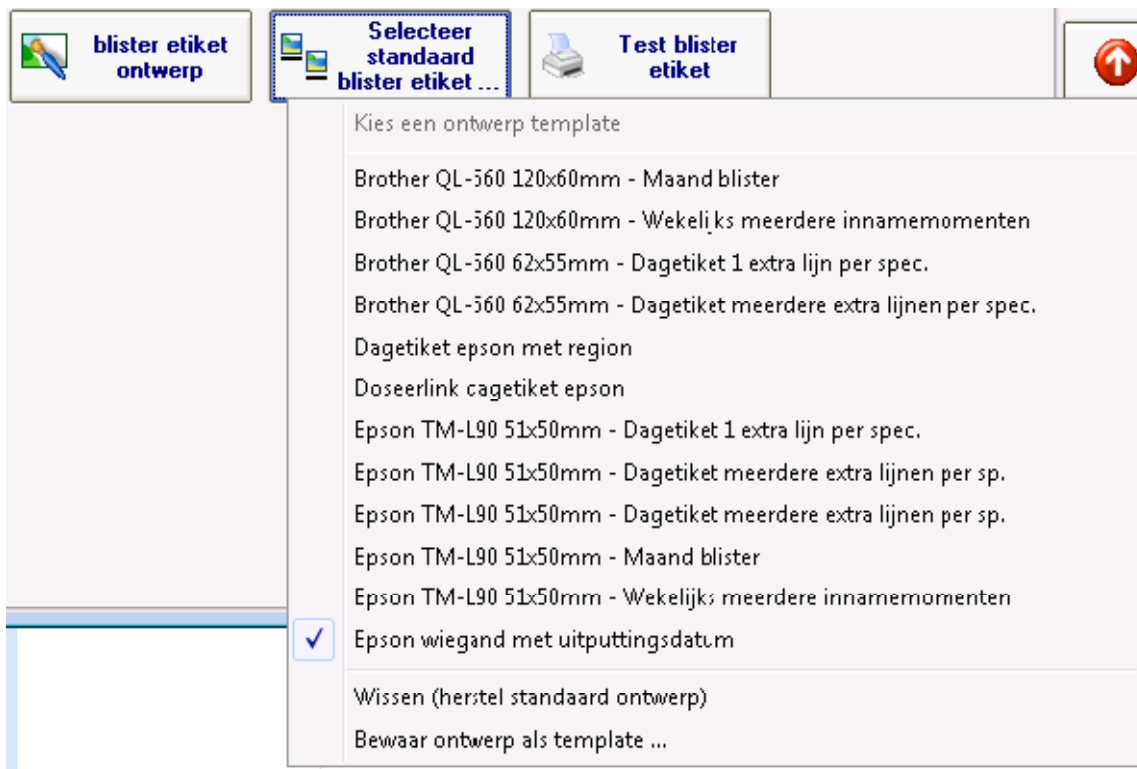 blister etiket
ontwerp
Selecteer
standaard
blister etiket ...
Test blister
etiket
Kies een ontwerp template
Brother QL-560 120x60mm - Maand blister
Brother QL-560 120x60mm - Wekelijks meerdere innamemomenten
Brother QL-560 62x55mm - Dagetiket 1 extra lijn per spec.
Brother QL-560 62x55mm - Dagetiket meerdere extra lijnen per spec.
Dagetiket epson met region
Doseerlink dagetiket epson
Epson TM-L90 51x50mm - Dagetiket 1 extra lijn per spec.
Epson TM-L90 51x50mm - Dagetiket meerdere extra lijnen per sp.
Epson TM-L90 51x50mm - Dagetiket meerdere extra lijnen per sp.
Epson TM-L90 51x50mm - Maand blister
Epson TM-L90 51x50mm - Wekelijks meerdere innamemomenten
Epson wiegand met uitputtingsdatum
Wissen (herstel standaard ontwerp)
Bewaar ontwerp als template ...